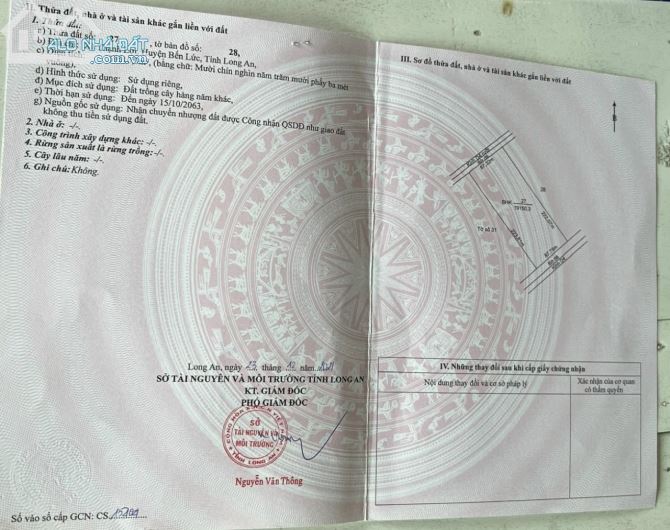 II. Thửa đất, nhà ở và tài sản khác gắn liền với đất
1. Thửa đất:
a) Thửa đất số: 27, tờ bản đồ số: 28,
b) Huyện Bến Lức, Tỉnh Long An,
c) (bằng chữ: Mười chín nghìn năm trăm mười phẩy ba mét vuông),
d) Hình thức sử dụng: Sử dụng riêng,
đ) Mục đích sử dụng: Đất trồng cây hàng năm khác,
e) Thời hạn sử dụng: Đến ngày 15/10/2063,
g) Nguồn gốc sử dụng: Nhận chuyển nhượng đất được Công nhận QSDĐ như giao đất
không thu tiền sử dụng đất.
2. Nhà ở: -/-.
3. Công trình xây dựng khác: -/-.
4. Rừng sản xuất là rừng trồng: -/-.
5. Cây lâu năm: -/-.
6. Ghi chú: Không.
ALO NHÀ ĐẤT
.COM.VN
Long An, ngày 23 tháng 12 năm
SỞ TÀI NGUYÊN VÀ MÔI TRƯỜNG TỈNH LONG AN
KT. GIÁM ĐỐC
PHÓ GIÁM ĐỐC
SỞ
TÀI NGUYÊN VÀ
MÔI TRƯỜNG
TỈNH LONG AN
Nguyễn Văn Thông
Số vào sổ cấp GCN: CS
III. Sơ đồ thửa đất, nhà ở và tài sản khác gắn liền với đất
B
28
BHK 27
Tờ số 31
IV. Những thay đổi sau khi cấp giấy chứng nhận
Nội dung thay đổi và cơ sở pháp lý
Xác nhận của cơ quan
có thẩm quyền